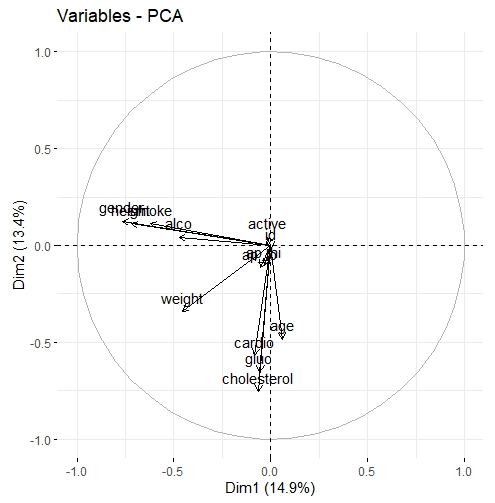 Variables - PCA
1.0
0.5
0.0
-0.5
-1.0
Dim2 (13.4%)
gender
height
smoke
alco
active
id
weight
age
cardio
gluc
cholesterol
-1.0
-0.5
0.0
0.5
1.0
Dim1 (14.9%)